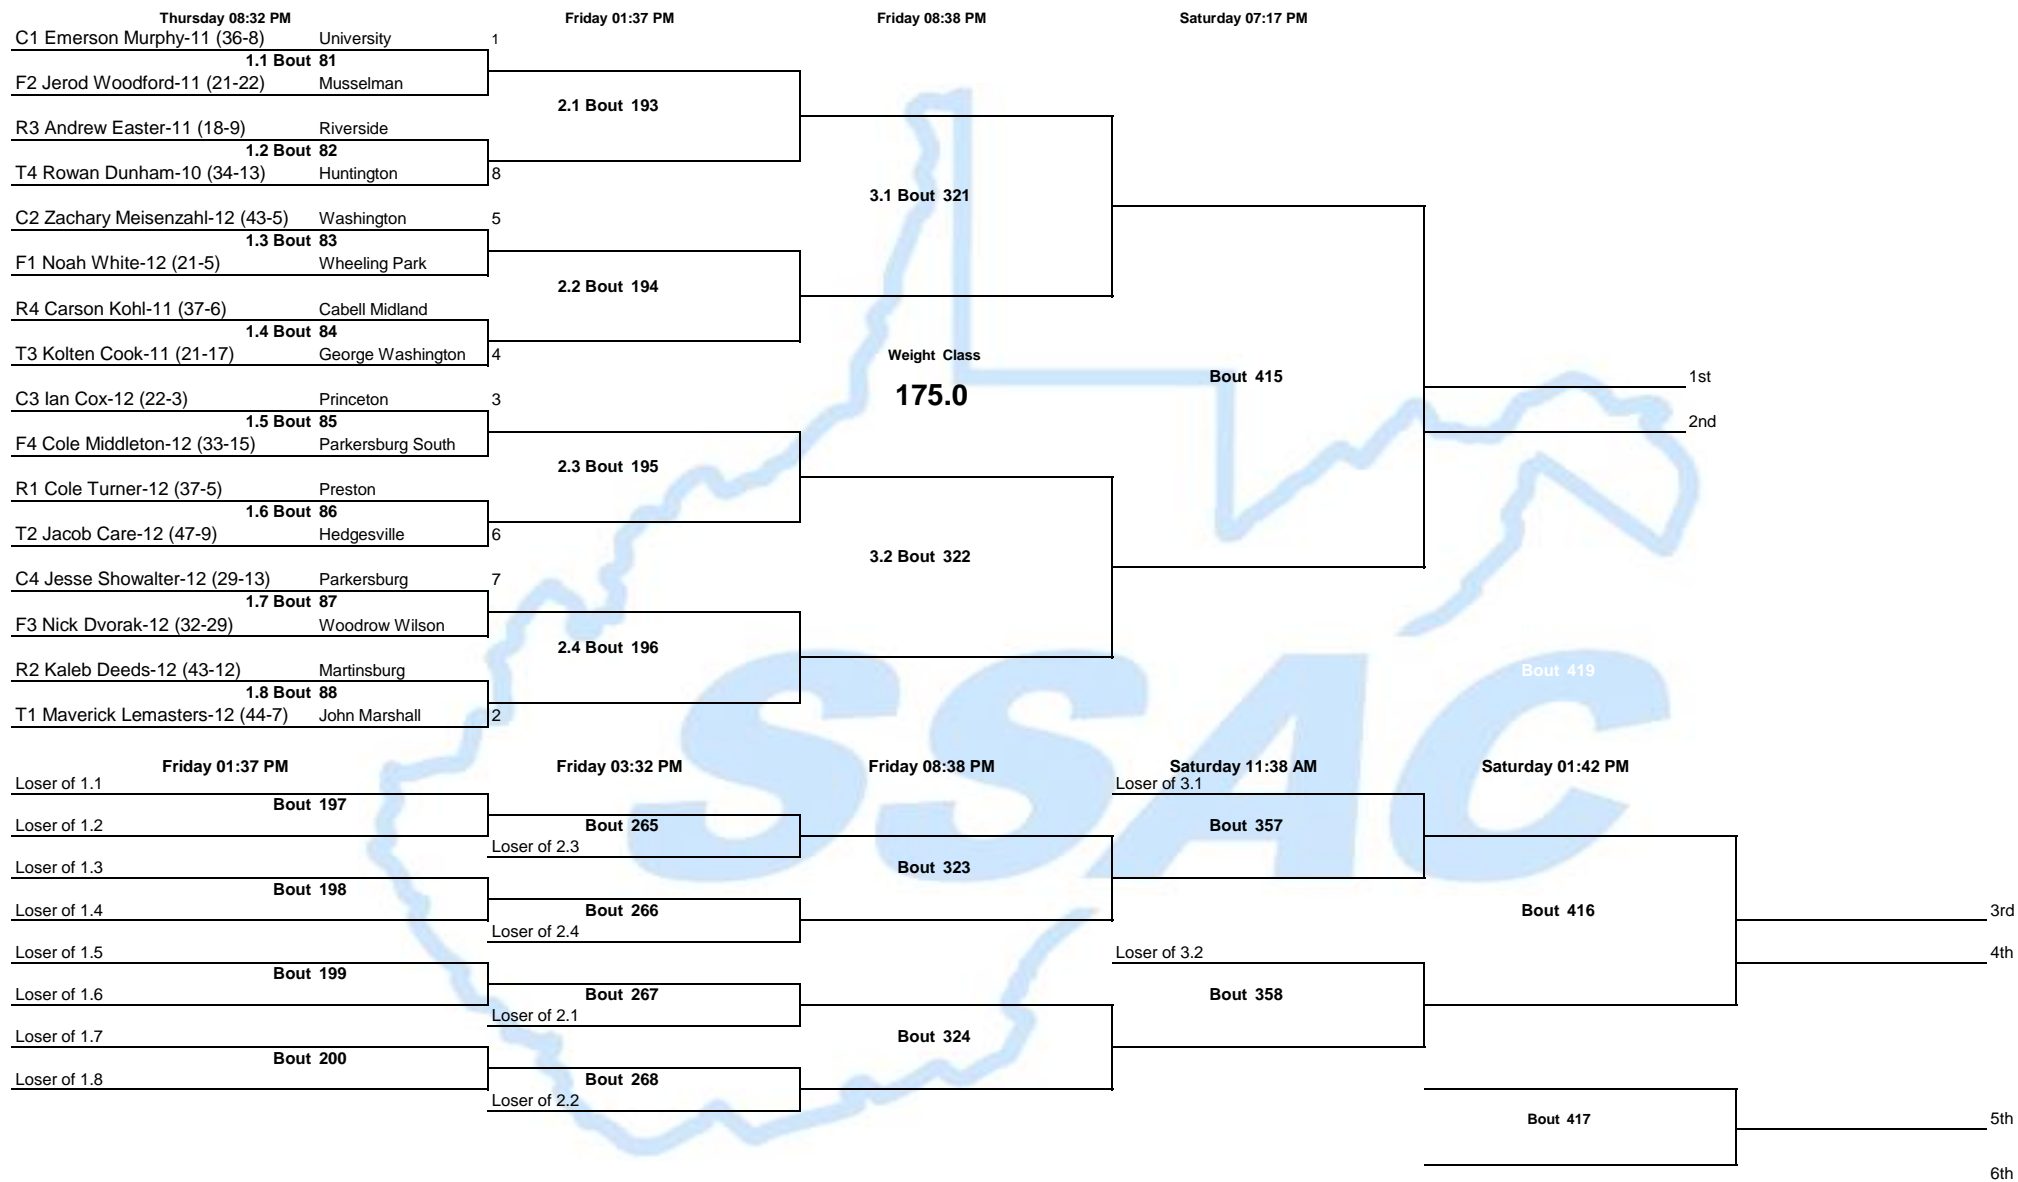 Thursday 08:32 PM Friday 01:37 PM Friday 08:38 PM Saturday 07:17 PM
C1 Emerson Murphy-11 (36-8) University 1
1.1 Bout 81
F2 Jerod Woodford-11 (21-22) Musselman
2.1 Bout 193
R3 Andrew Easter-11 (18-9) Riverside
1.2 Bout 82
T4 Rowan Dunham-10 (34-13) Huntington 8
3.1 Bout 321
C2 Zachary Meisenzahl-12 (43-5) Washington 5
1.3 Bout 83
F1 Noah White-12 (21-5) Wheeling Park
2.2 Bout 194
R4 Carson Kohl-11 (37-6) Cabell Midland
1.4 Bout 84
T3 Kolten Cook-11 (21-17) George Washington 4
Weight Class
175.0
Bout 415
1st
2nd
C3 Ian Cox-12 (22-3) Princeton 3
1.5 Bout 85
F4 Cole Middleton-12 (33-15) Parkersburg South
2.3 Bout 195
R1 Cole Turner-12 (37-5) Preston
1.6 Bout 86
T2 Jacob Care-12 (47-9) Hedgesville 6
3.2 Bout 322
C4 Jesse Showalter-12 (29-13) Parkersburg 7
1.7 Bout 87
F3 Nick Dvorak-12 (32-29) Woodrow Wilson
2.4 Bout 196
R2 Kaleb Deeds-12 (43-12) Martinsburg
Bout 419
1.8 Bout 88
T1 Maverick Lemasters-12 (44-7) John Marshall 2
SSAC
Friday 01:37 PM Friday 03:32 PM Friday 08:38 PM Saturday 11:38 AM Saturday 01:42 PM
Loser of 1.1 Loser of 3.1
Bout 197
Loser of 1.2 Bout 265 Bout 357
Loser of 2.3
Loser of 1.3 Bout 323
Bout 198
Loser of 1.4 Bout 266 Bout 416 3rd
Loser of 2.4
Loser of 1.5 Loser of 3.2 4th
Bout 199
Loser of 1.6 Bout 267 Bout 358
Loser of 2.1
Loser of 1.7 Bout 324
Bout 200
Loser of 1.8 Bout 268
Loser of 2.2
Bout 417 5th
6th